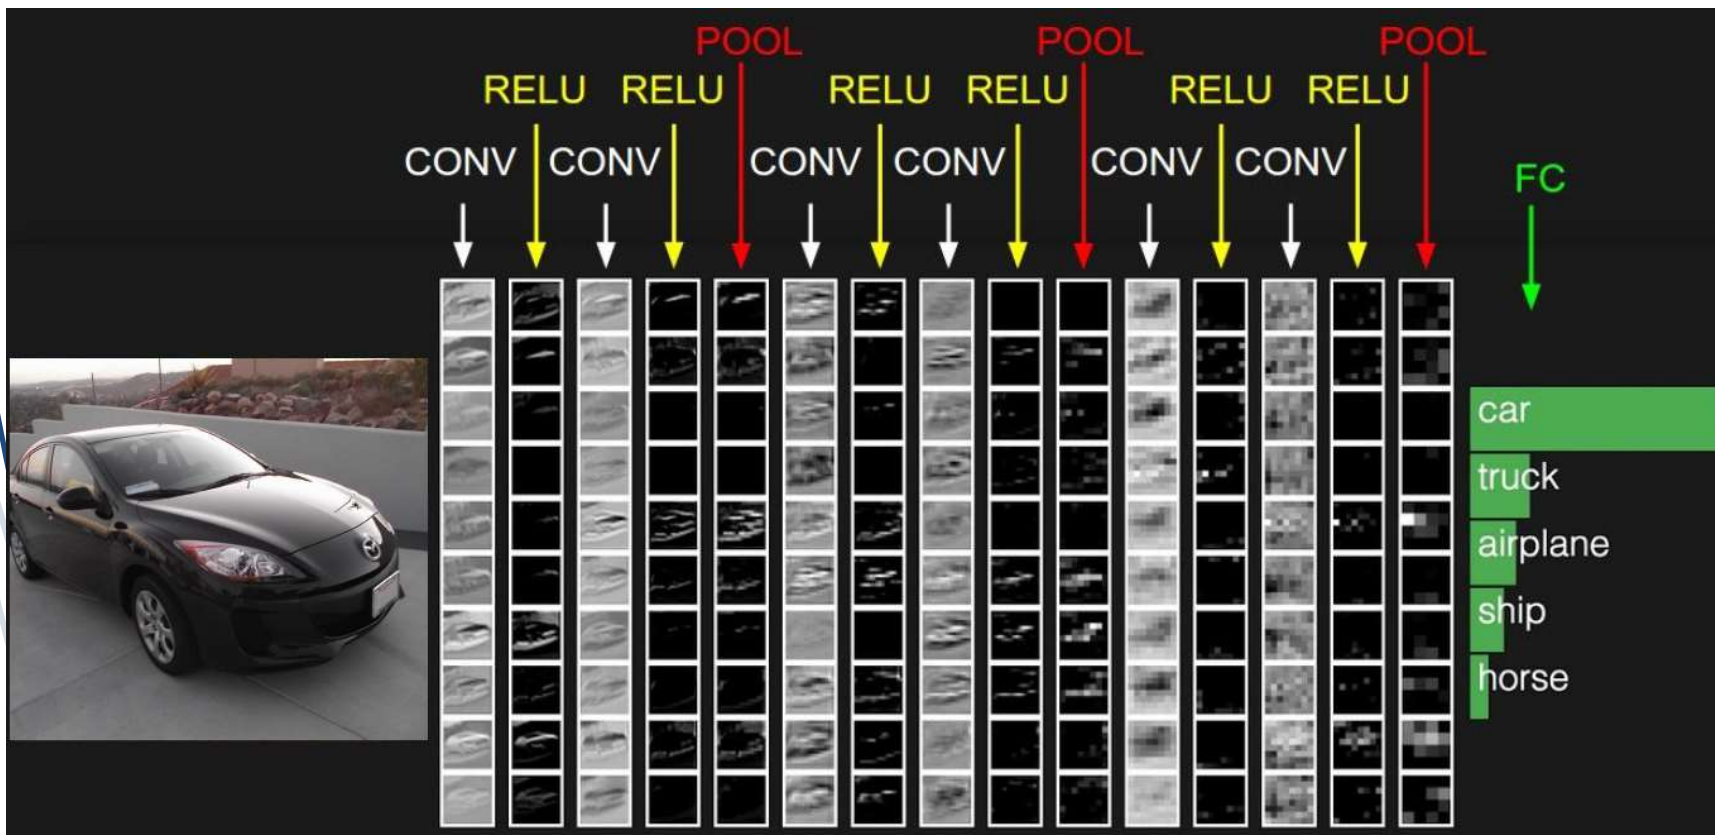 POOL POOL POOL
RELU RELU RELU RELU RELU RELU
CONV CONV CONV CONV CONV CONV
FC
car
truck
airplane
ship
horse